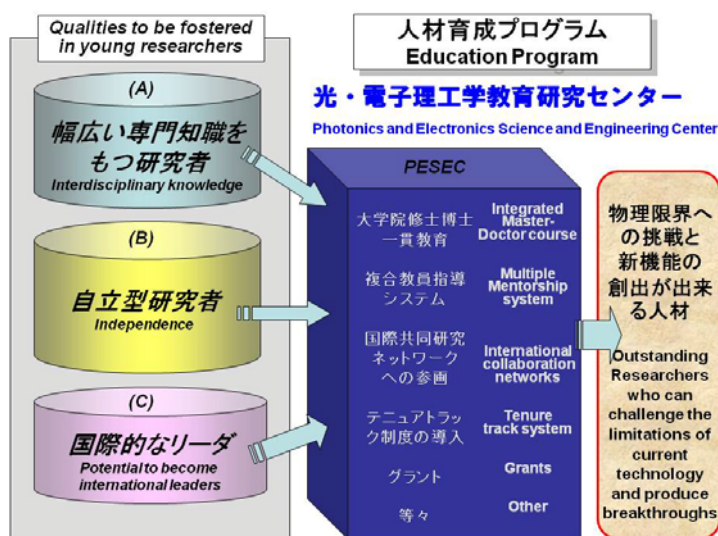 Qualities to be fostered
in young researchers
(A)
幅広い専門知識を
もつ研究者
Interdisciplinary knowledge
(B)
自立型研究者
Independence
(C)
国際的なリーダ
Potential to become
international leaders
人材育成プログラム
Education Program
光・電子理工学教育研究センター
Photonics and Electronics Science and Engineering Center
PESEC
大学院修士博士
一貫教育
Integrated
Master-
Doctor course
複合教員指導
システム
Multiple
Mentorship
system
国際共同研究
ネットワーク
への参画
International
collaboration
networks
テニュアトラッ
ク制度の導入
Tenure
track system
グラント
Grants
等々
Other
物理限界へ
の挑戦と
新機能の
創出が出来
る人材
Outstanding
Researchers
who can
challenge the
limitations of
current
technology
and produce
breakthroughs